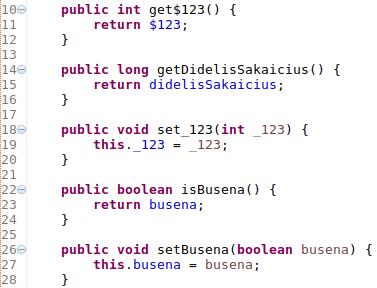 10 public int get$123() {
11 return $123;
12 }
13
14 public long getDidelisSakaicius() {
15 return didelisSakaicius;
16 }
17
18 public void set_123(int _123) {
19 this._123 = _123;
20 }
21
22 public boolean isBusena() {
23 return busena;
24 }
25
26 public void setBusena(boolean busena) {
27 this.busena = busena;
28 }